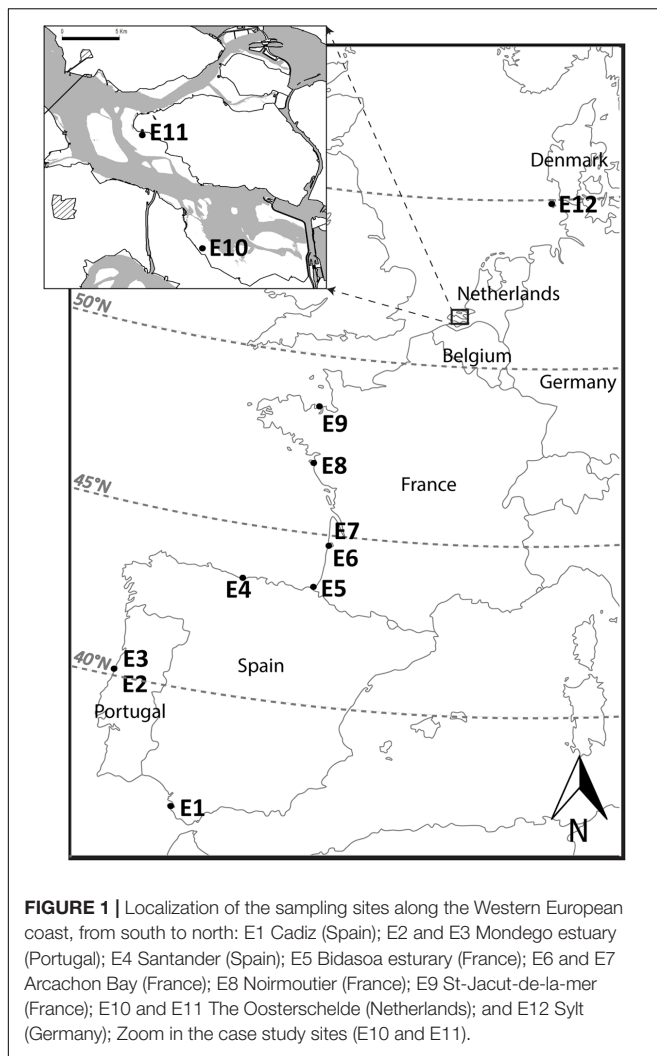 0
5 Km
E11
E10
Denmark
E12
50°N
Netherlands
Belgium
Germany
E9
E8
France
45°N
E7
E6
E4
E5
E3
40°N
E2
Spain
Portugal
E1
N
FIGURE 1 | Localization of the sampling sites along the Western European
coast, from south to north: E1 Cadiz (Spain); E2 and E3 Mondego estuary
(Portugal); E4 Santander (Spain); E5 Bidasoa esturary (France); E6 and E7
Arcachon Bay (France); E8 Noirmoutier (France); E9 St-Jacut-de-la-mer
(France); E10 and E11 The Oosterschelde (Netherlands); and E12 Sylt
(Germany); Zoom in the case study sites (E10 and E11).